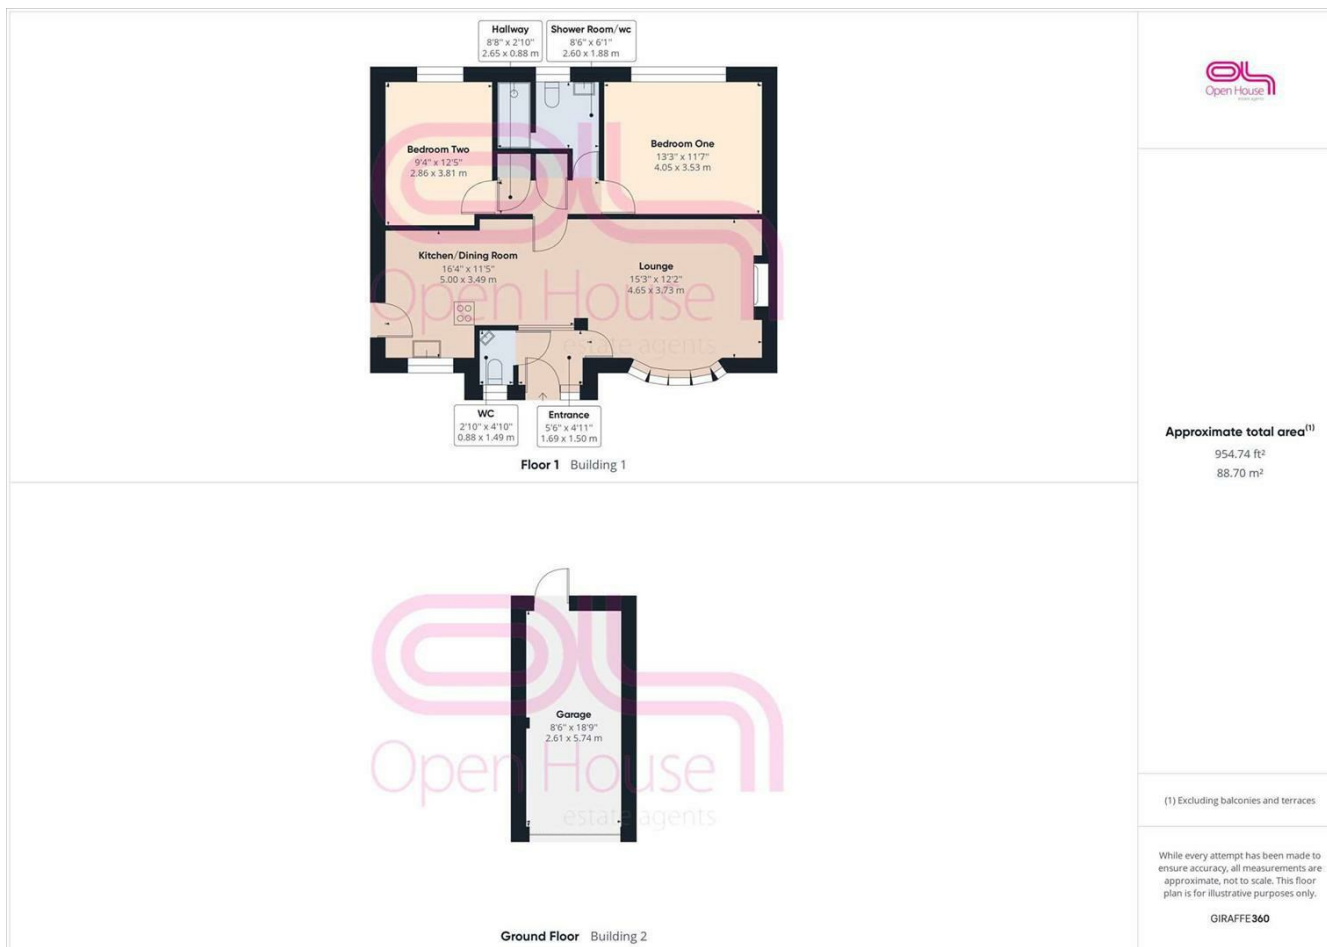 Hallway
8'8" x 2'10"
2.65 x 0.88 m
Shower Room/wc
8'6" x 6'1"
2.60 x 1.88 m
Bedroom Two
9'4" x 12'5"
2.86 x 3.81 m
Bedroom One
13'3" x 11'7"
4.05 x 3.53 m
Kitchen/Dining Room
16'4" x 11'5"
5.00 x 3.49 m
Lounge
15'3" x 12'2"
4.65 x 3.73 m
Open House
estate agents
WC
2'10" x 4'10"
0.88 x 1.49 m
Entrance
5'6" x 4'11"
1.69 x 1.50 m
Floor 1 Building 1
Garage
8'6" x 18'9"
2.61 x 5.74 m
Open House
estate agents
Ground Floor Building 2
Open House
estate agents
Approximate total area(1)
954.74 ft²
88.70 m²
(1) Excluding balconies and terraces
While every attempt has been made to
ensure accuracy, all measurements are
approximate, not to scale. This floor
plan is for illustrative purposes only.
GIRAFFE360